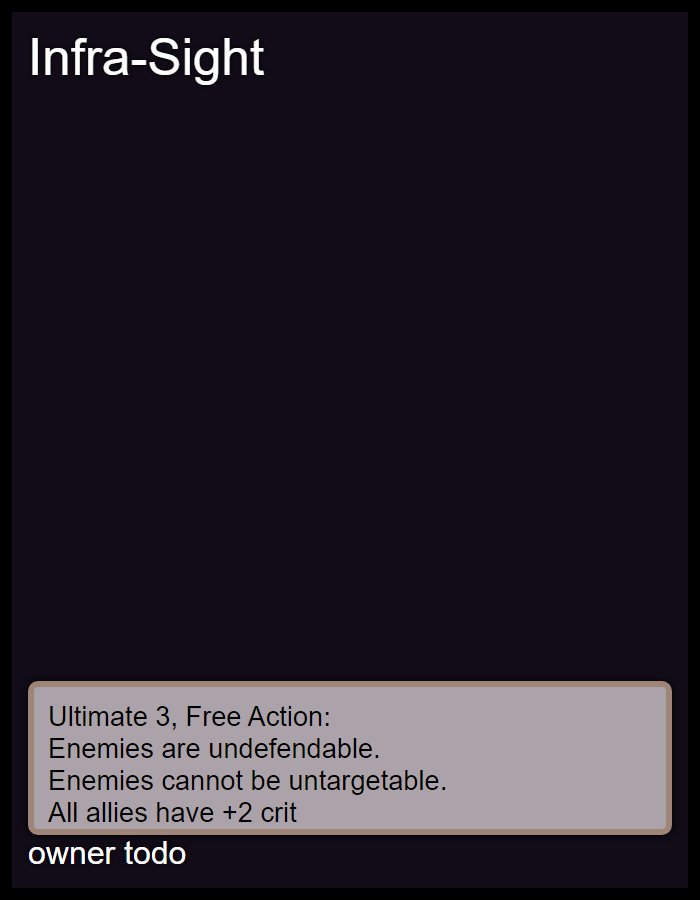 Infra-Sight
Ultimate 3, Free Action:
Enemies are undefendable.
Enemies cannot be untargetable.
All allies have +2 crit
owner todo